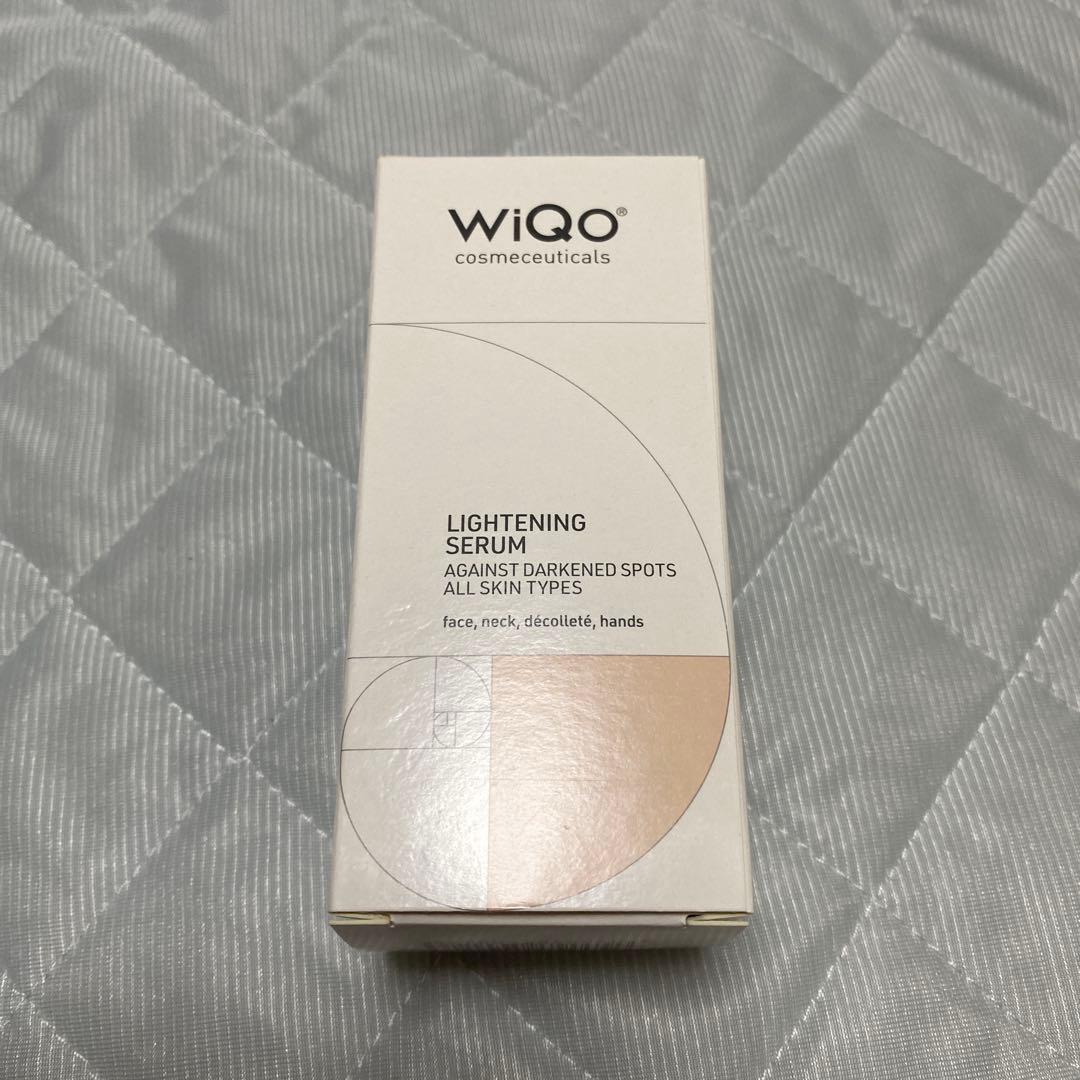 WiQo®
cosmeceuticals
LIGHTENING
SERUM
AGAINST DARKENED SPOTS
ALL SKIN TYPES
face, neck, décolleté, hands